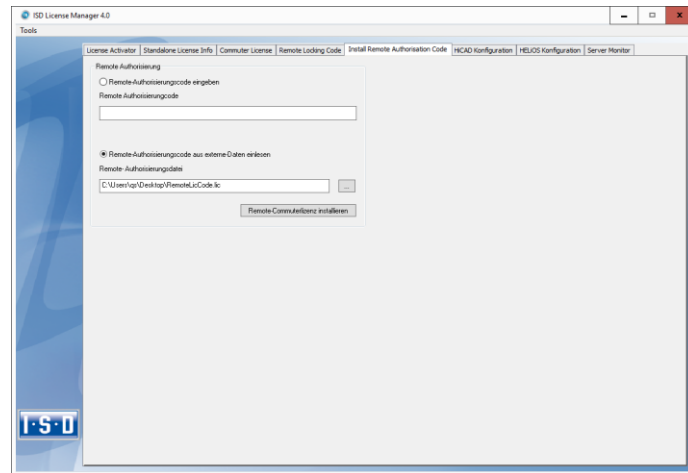 ISD License Manager 4.0
Tools
License Activator Standalone License Info Commuter License Remote Locking Code Install Remote Authorisation Code HiCAD Konfiguration HELiOS Konfiguration Server Monitor
Remote Authorisierung
Remote-Authorisierungscode eingeben
Remote Authorisierungcode
Remote-Authorisierungscode aus externe-Daten einlesen
Remote- Authorisierungsdatei
C:\Users\qs\Desktop\RemoteLicCode.lic
...
Remote-Commuterlizenz installieren
I·S·D